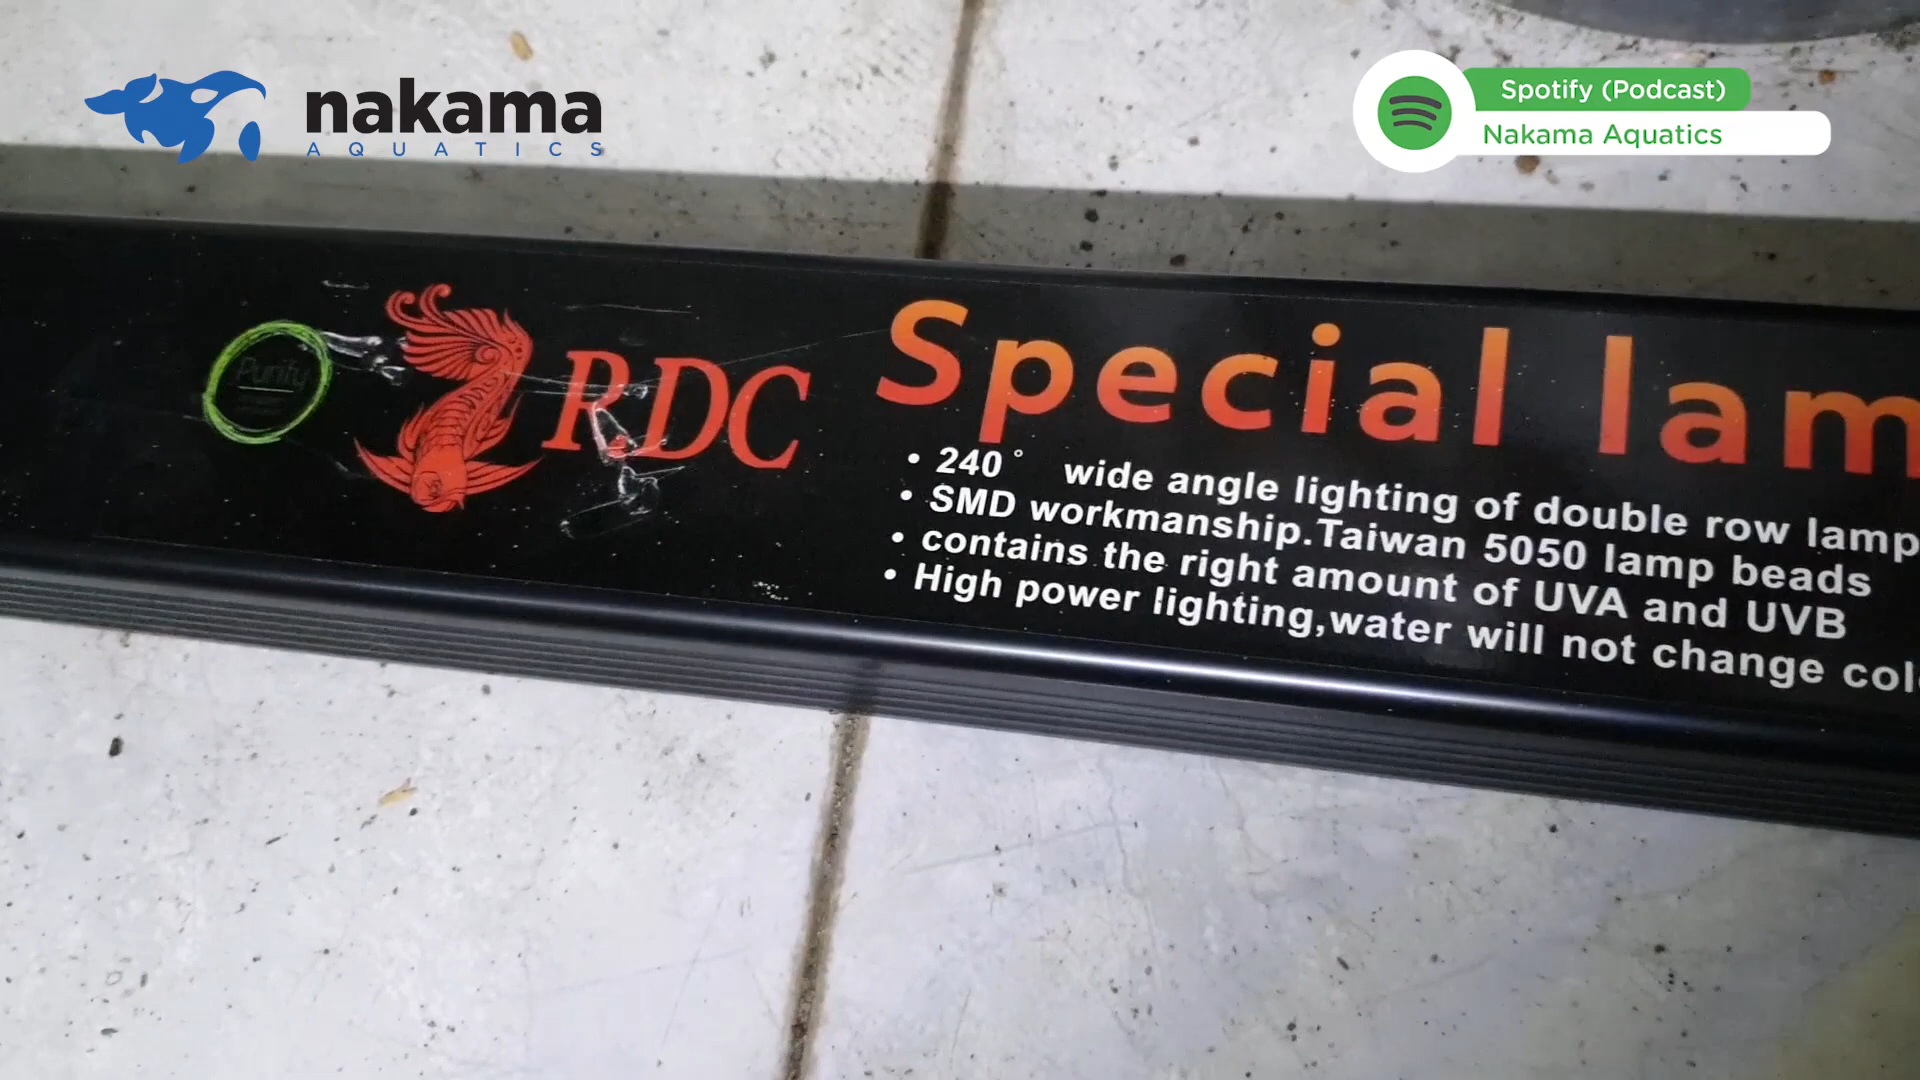 nakama
AQUATICS
Spotify (Podcast)
Nakama Aquatics
Purity
RDC
Special lam
• 240° wide angle lighting of double row lamp
• SMD workmanship.Taiwan 5050 lamp beads
• contains the right amount of UVA and UVB
• High power lighting,water will not change col